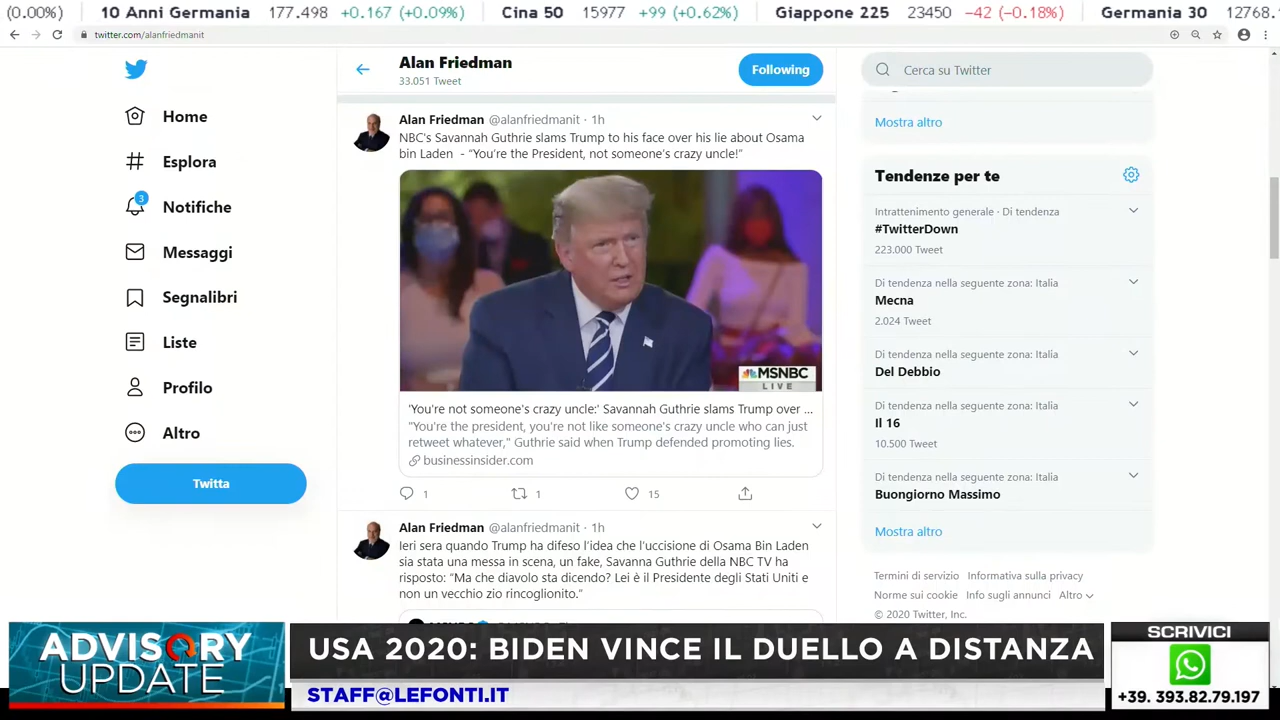 (0.00%) 10 Anni Germania 177.498 +0.167 (+0.09%) Cina 50 15977 +99 (+0.62%) Giappone 225 23450 −42 (−0.18%) Germania 30 12768.
twitter.com/alanfriedmanit
Alan Friedman
33.051 Tweet
Following
Cerca su Twitter
Home
Esplora
3
Notifiche
Messaggi
Segnalibri
Liste
Profilo
Altro
Twitta
Alan Friedman @alanfriedmanit · 1h
NBC's Savannah Guthrie slams Trump to his face over his lie about Osama
bin Laden - “You’re the President, not someone’s crazy uncle!”
MSNBC
LIVE
'You're not someone's crazy uncle:' Savannah Guthrie slams Trump over ...
"You're the president, you're not like someone's crazy uncle who can just
retweet whatever," Guthrie said when Trump defended promoting lies.
businessinsider.com
1 1 15
Alan Friedman @alanfriedmanit · 1h
Ieri sera quando Trump ha difeso l’idea che l’uccisione di Osama Bin Laden
sia stata una messa in scena, un fake, Savanna Guthrie della NBC TV ha
risposto: “Ma che diavolo sta dicendo? Lei è il Presidente degli Stati Uniti e
non un vecchio zio rincoglionito.”
Mostra altro
Tendenze per te
Intrattenimento generale · Di tendenza
#TwitterDown
223.000 Tweet
Di tendenza nella seguente zona: Italia
Mecna
2.024 Tweet
Di tendenza nella seguente zona: Italia
Del Debbio
Di tendenza nella seguente zona: Italia
Il 16
10.500 Tweet
Di tendenza nella seguente zona: Italia
Buongiorno Massimo
Mostra altro
Termini di servizio Informativa sulla privacy
Norme sui cookie Info sugli annunci Altro
© 2020 Twitter, Inc.
ADVISORY
UPDATE
USA 2020: BIDEN VINCE IL DUELLO A DISTANZA
STAFF@LEFONTI.IT
SCRIVICI
+39. 393.82.79.197